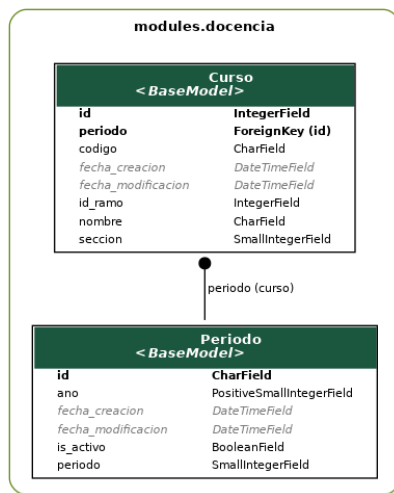 modules.docencia
Curso
<BaseModel>
id IntegerField
periodo ForeignKey (id)
codigo CharField
fecha_creacion DateTimeField
fecha_modificacion DateTimeField
id_ramo IntegerField
nombre CharField
seccion SmallIntegerField
periodo (curso)
Periodo
<BaseModel>
id CharField
ano PositiveSmallIntegerField
fecha_creacion DateTimeField
fecha_modificacion DateTimeField
is_activo BooleanField
periodo SmallIntegerField